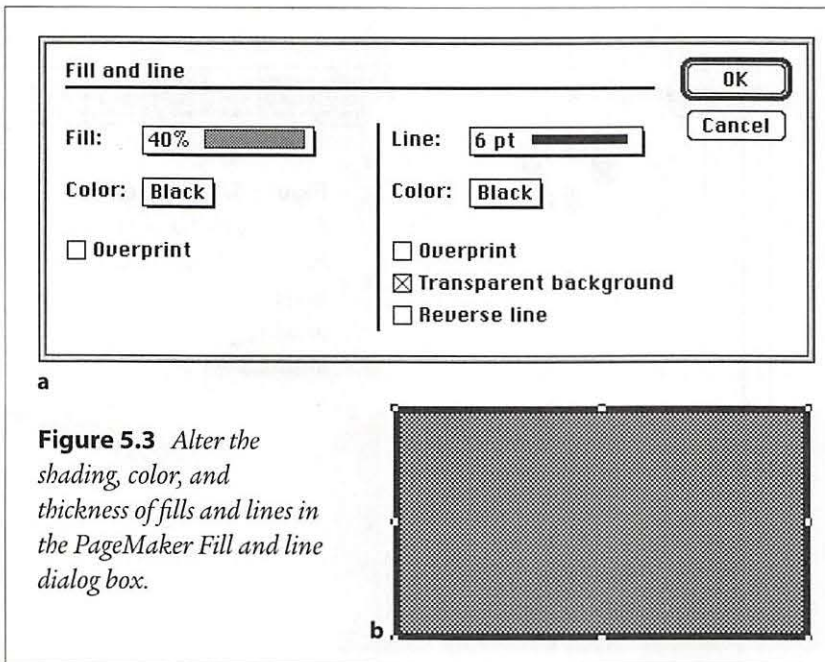 Fill and line
OK
Cancel
Fill: 40%
Color: Black
Overprint
Line: 6 pt
Color: Black
Overprint
Transparent background
Reverse line
a
Figure 5.3 Alter the
shading, color, and
thickness of fills and lines in
the PageMaker Fill and line
dialog box.
b